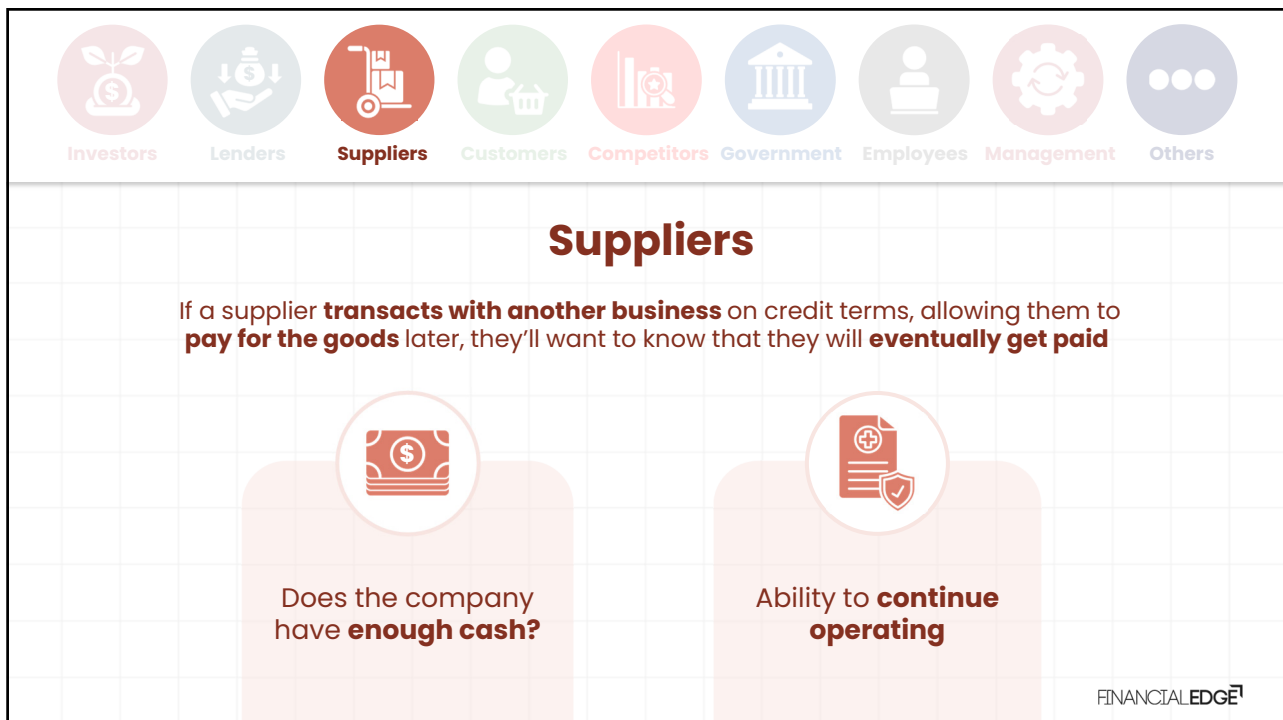 Investors Lenders Suppliers Customers Competitors Government Employees Management Others
Suppliers
If a supplier transacts with another business on credit terms, allowing them to
pay for the goods later, they'll want to know that they will eventually get paid
Does the company
have enough cash?
Ability to continue
operating
FINANCIALEDGE